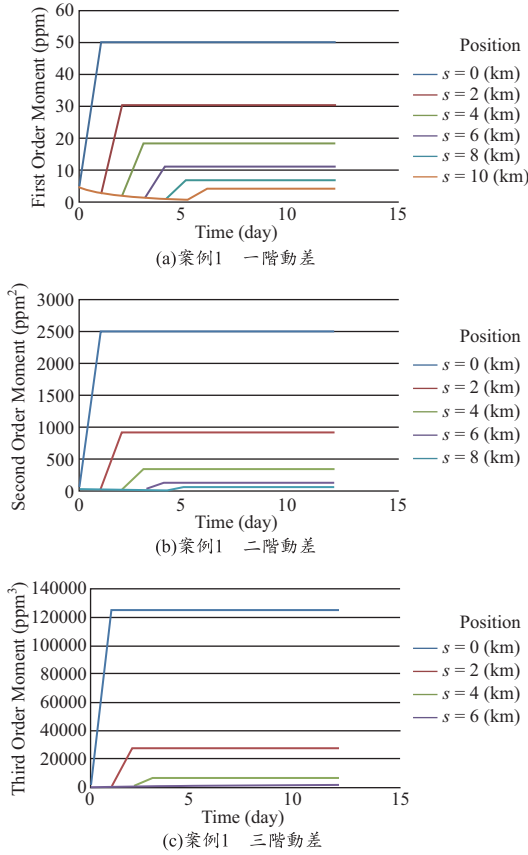 First Order Moment (ppm)
60
50
40
30
20
10
0
0
5
10
15
Time (day)
Position
s = 0 (km)
s = 2 (km)
s = 4 (km)
s = 6 (km)
s = 8 (km)
s = 10 (km)
(a)案例1 一階動差
Second Order Moment (ppm²)
3000
2500
2000
1500
1000
500
0
0
5
10
15
Time (day)
Position
s = 0 (km)
s = 2 (km)
s = 4 (km)
s = 6 (km)
s = 8 (km)
(b)案例1 二階動差
Third Order Moment (ppm³)
140000
120000
100000
80000
60000
40000
20000
0
0
5
10
15
Time (day)
Position
s = 0 (km)
s = 2 (km)
s = 4 (km)
s = 6 (km)
(c)案例1 三階動差